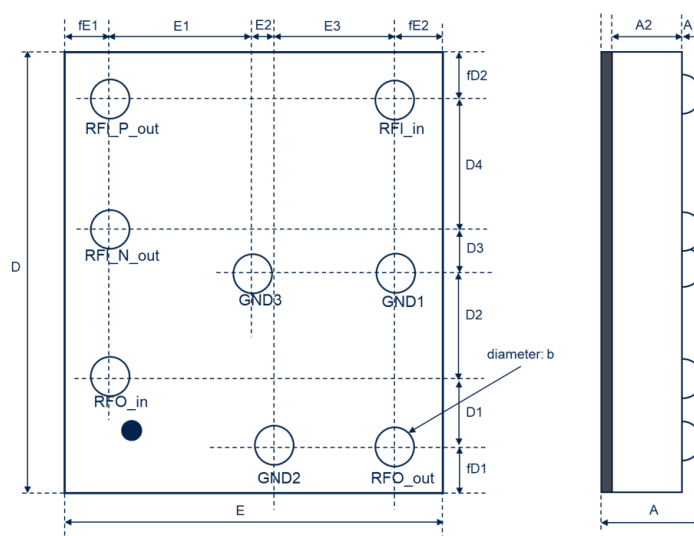 fE1 E1 E2 E3 fE2 A2 A
fD2
RFI_P_out RFI_in
D4
RFI_N_out D3
D
GND3 GND1
D2
diameter: b
RFO_in D1
GND2 RFO_out fD1
E A